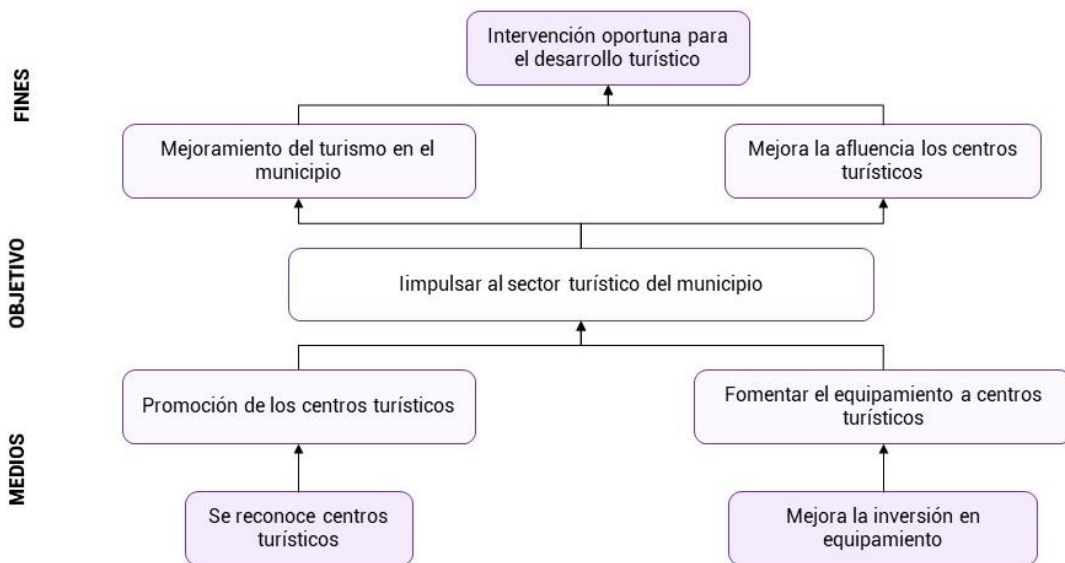 FINES
Intervención oportuna para
el desarrollo turístico
Mejoramiento del turismo en el
municipio
Mejora la afluencia los centros
turísticos
OBJETIVO
Iimpulsar al sector turístico del municipio
MEDIOS
Promoción de los centros turísticos
Fomentar el equipamiento a centros
turísticos
Se reconoce centros
turísticos
Mejora la inversión en
equipamiento